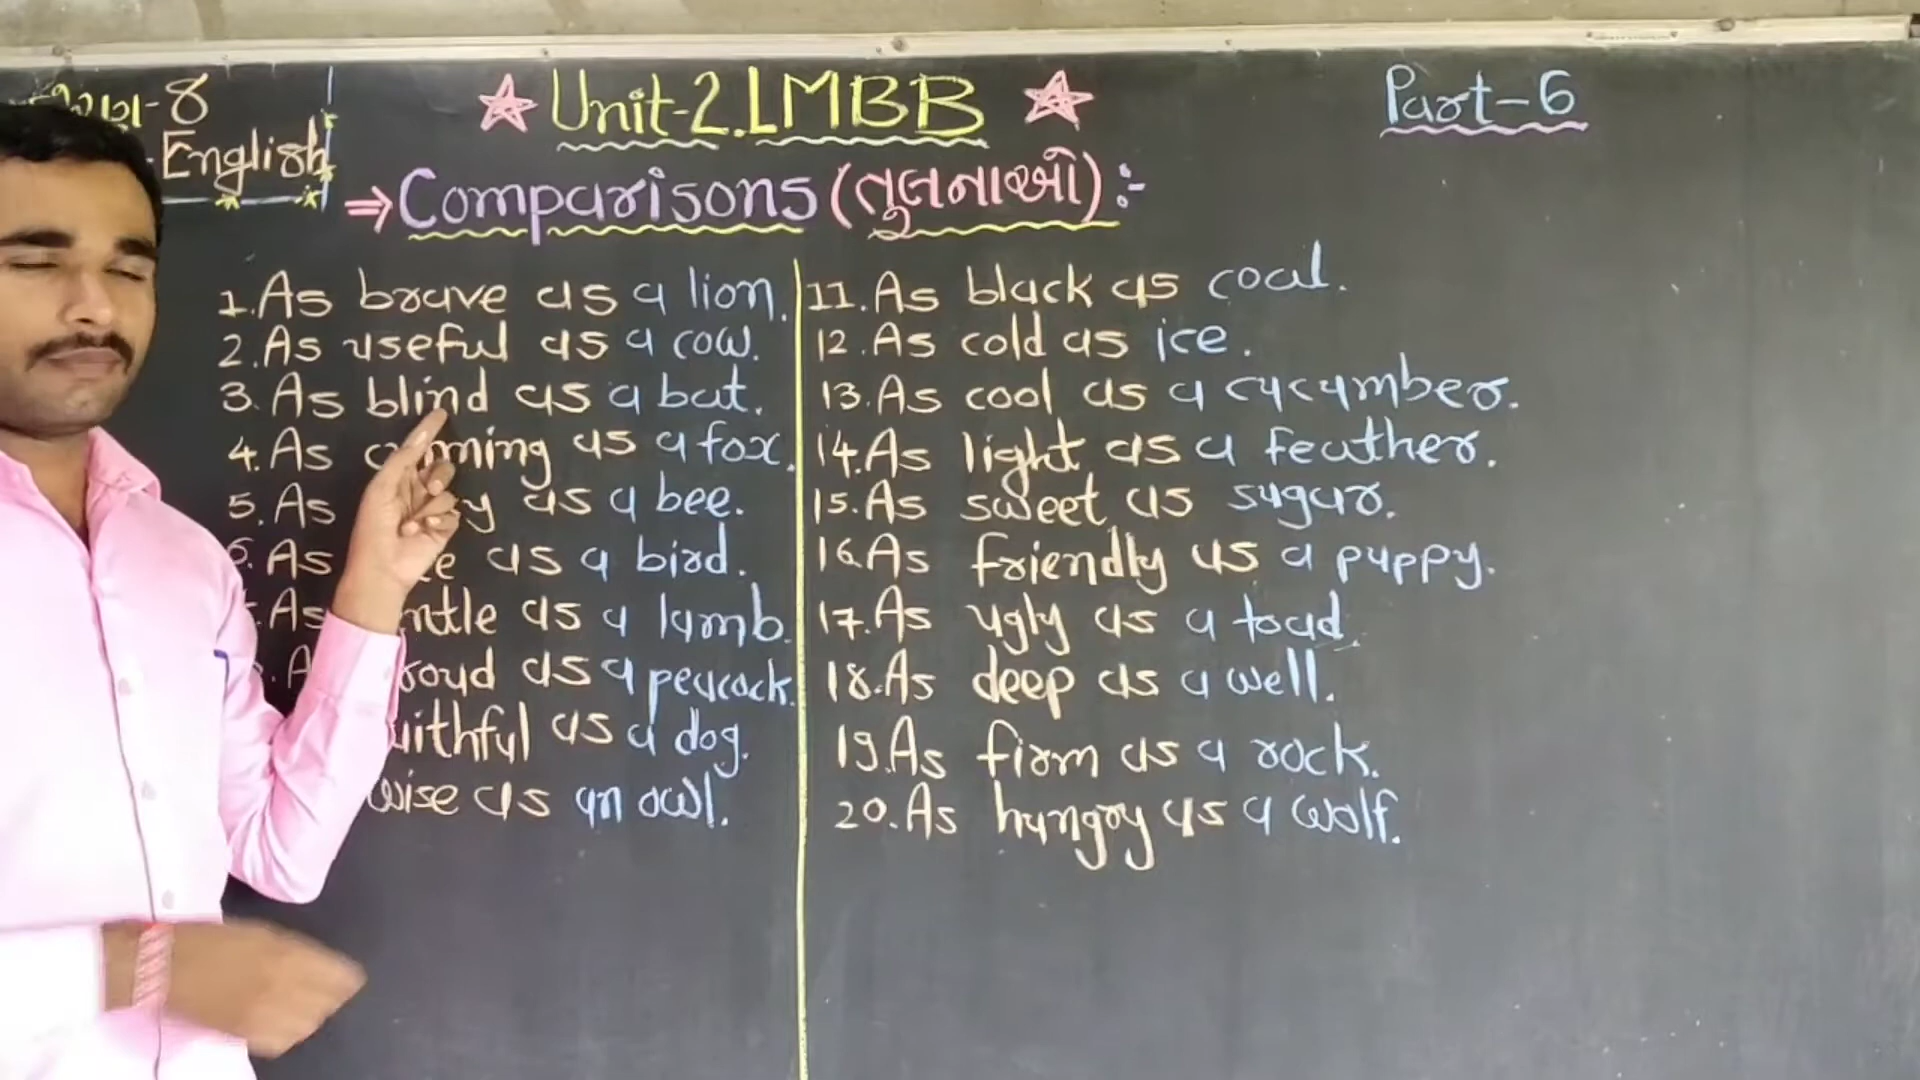 -8
English
Unit-2.LMBB
Part-6
⇒Comparisons (તુલનાઓ) :-
1. As brave as a lion.
2. As useful as a cow.
3. As blind as a bat.
4. As as a fox.
5. As as a bee.
6. As as a bird.
As as a lamb.
as a peacock.
as a dog.
wise as an owl.
11. As black as coal.
12. As cold as ice.
13. As cool as a cucumber.
14. As light as a feather.
15. As sweet as sugar.
16. As friendly as a puppy.
17. As ugly as a toad.
18. As deep as a well.
19. As firm as a rock.
20. As hungry as a wolf.